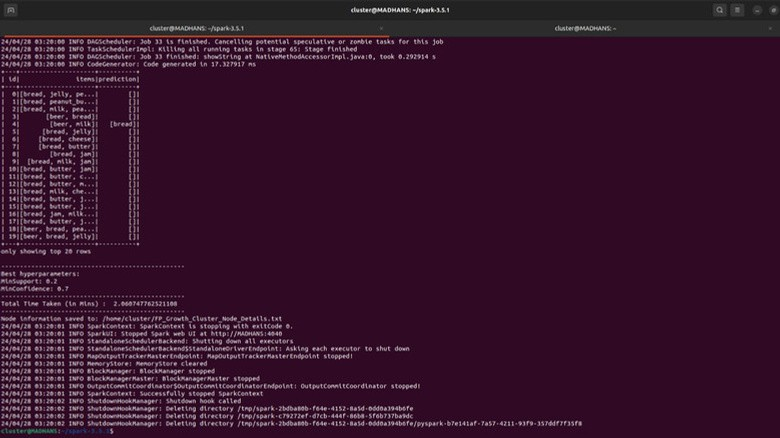 cluster@MADHANS: ~/spark-3.5.1
cluster@MADHANS: ~/spark-3.5.1
cluster@MADHANS: ~
24/04/28 03:20:00 INFO DAGScheduler: Job 33 is finished. Cancelling potential speculative or zombie tasks for this job
24/04/28 03:20:00 INFO TaskSchedulerImpl: Killing all running tasks in stage 65: Stage finished
24/04/28 03:20:00 INFO DAGScheduler: Job 33 finished: showString at NativeMethodAccessorImpl.java:0, took 0.292914 s
24/04/28 03:20:00 INFO CodeGenerator: Code generated in 17.327917 ms
+---+--------------------+----------+
| id|               items|prediction|
+---+--------------------+----------+
|  0|[bread, jelly, pe...|        []|
|  1|[bread, peanut_bu...|        []|
|  2|[bread, milk, pea...|        []|
|  3|       [beer, bread]|        []|
|  4|        [beer, milk]|   [bread]|
|  5|      [bread, jelly]|        []|
|  6|     [bread, cheese]|        []|
|  7|     [bread, butter]|        []|
|  8|        [bread, jam]|        []|
|  9|  [bread, milk, jam]|        []|
| 10|[bread, butter, jam]|        []|
| 11|[bread, butter, c...|        []|
| 12|[bread, butter, m...|        []|
| 13|[bread, milk, che...|        []|
| 14|[bread, butter, j...|        []|
| 15|[bread, butter, j...|        []|
| 16|[bread, jam, milk...|        []|
| 17|[bread, butter, j...|        []|
| 18|[beer, bread, pea...|        []|
| 19|[beer, bread, jelly]|        []|
+---+--------------------+----------+
only showing top 20 rows
-----------------------------------------------
Best hyperparameters:
MinSupport: 0.2
MinConfidence: 0.7
-----------------------------------------------
Total Time Taken (in Mins) :  2.060747762521108
-----------------------------------------------
Node information saved to: /home/cluster/FP_Growth_Cluster_Node_Details.txt
24/04/28 03:20:01 INFO SparkContext: SparkContext is stopping with exitCode 0.
24/04/28 03:20:01 INFO SparkUI: Stopped Spark web UI at http://MADHANS:4040
24/04/28 03:20:01 INFO StandaloneSchedulerBackend: Shutting down all executors
24/04/28 03:20:01 INFO StandaloneSchedulerBackend$StandaloneDriverEndpoint: Asking each executor to shut down
24/04/28 03:20:01 INFO MapOutputTrackerMasterEndpoint: MapOutputTrackerMasterEndpoint stopped!
24/04/28 03:20:01 INFO MemoryStore: MemoryStore cleared
24/04/28 03:20:01 INFO BlockManager: BlockManager stopped
24/04/28 03:20:01 INFO BlockManagerMaster: BlockManagerMaster stopped
24/04/28 03:20:01 INFO OutputCommitCoordinator$OutputCommitCoordinatorEndpoint: OutputCommitCoordinator stopped!
24/04/28 03:20:01 INFO SparkContext: Successfully stopped SparkContext
24/04/28 03:20:02 INFO ShutdownHookManager: Shutdown hook called
24/04/28 03:20:02 INFO ShutdownHookManager: Deleting directory /tmp/spark-2bdba80b-f64e-4152-8a5d-0dd0a394b6fe
24/04/28 03:20:02 INFO ShutdownHookManager: Deleting directory /tmp/spark-c79272ef-d7cb-444f-86b8-5f6b737ba9dc
24/04/28 03:20:02 INFO ShutdownHookManager: Deleting directory /tmp/spark-2bdba80b-f64e-4152-8a5d-0dd0a394b6fe/pyspark-b7e141af-7a57-4211-93f9-357ddf7f35f8
cluster@MADHANS:~/spark-3.5.1$